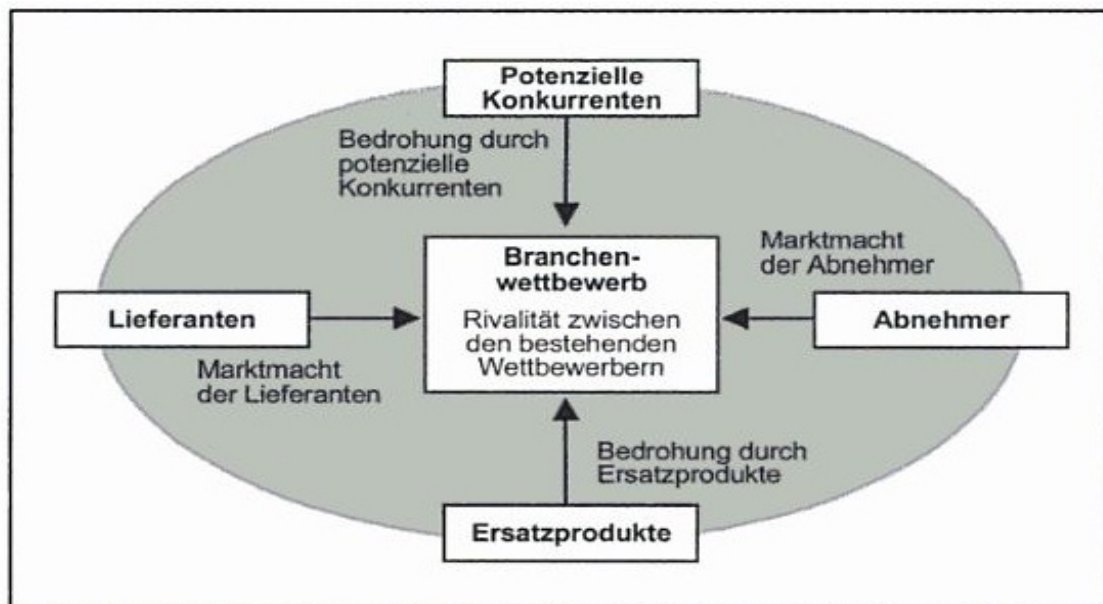 Potenzielle
Konkurrenten
Bedrohung durch
potenzielle
Konkurrenten
Marktmacht
der Abnehmer
Branchen-
wettbewerb
Rivalität zwischen
den bestehenden
Wettbewerbern
Lieferanten
Abnehmer
Marktmacht
der Lieferanten
Bedrohung durch
Ersatzprodukte
Ersatzprodukte